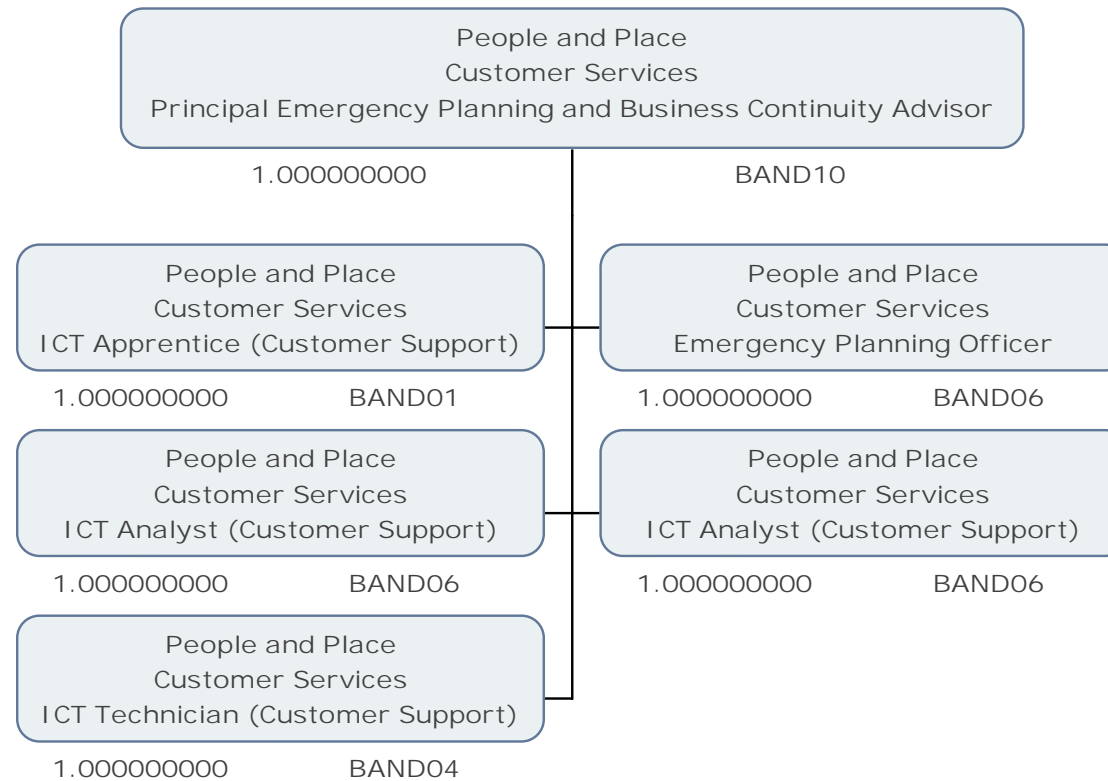 People and Place
Customer Services
Principal Emergency Planning and Business Continuity Advisor
1.000000000 BAND10
People and Place
Customer Services
ICT Apprentice (Customer Support)
1.000000000 BAND01
People and Place
Customer Services
Emergency Planning Officer
1.000000000 BAND06
People and Place
Customer Services
ICT Analyst (Customer Support)
1.000000000 BAND06
People and Place
Customer Services
ICT Analyst (Customer Support)
1.000000000 BAND06
People and Place
Customer Services
ICT Technician (Customer Support)
1.000000000 BAND04